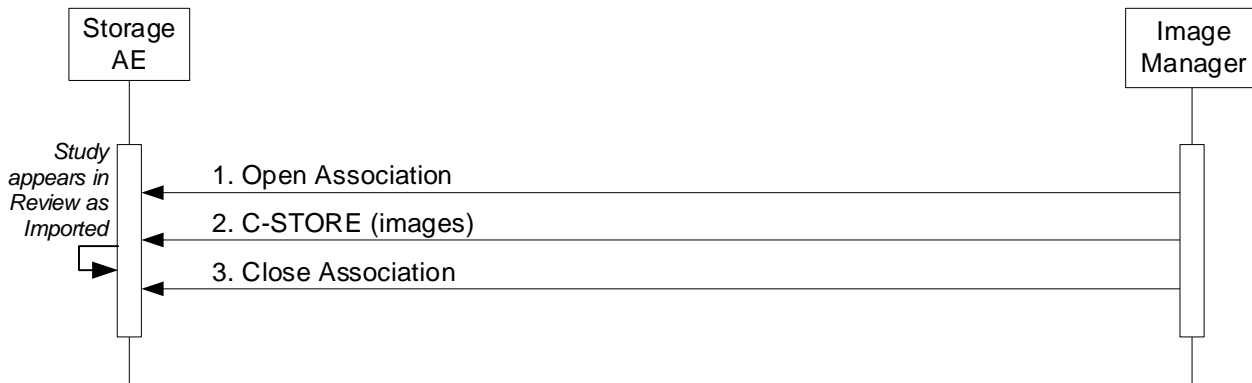 Storage
AE
Image
Manager
Study
appears in
Review as
Imported
1. Open Association
2. C-STORE (images)
3. Close Association